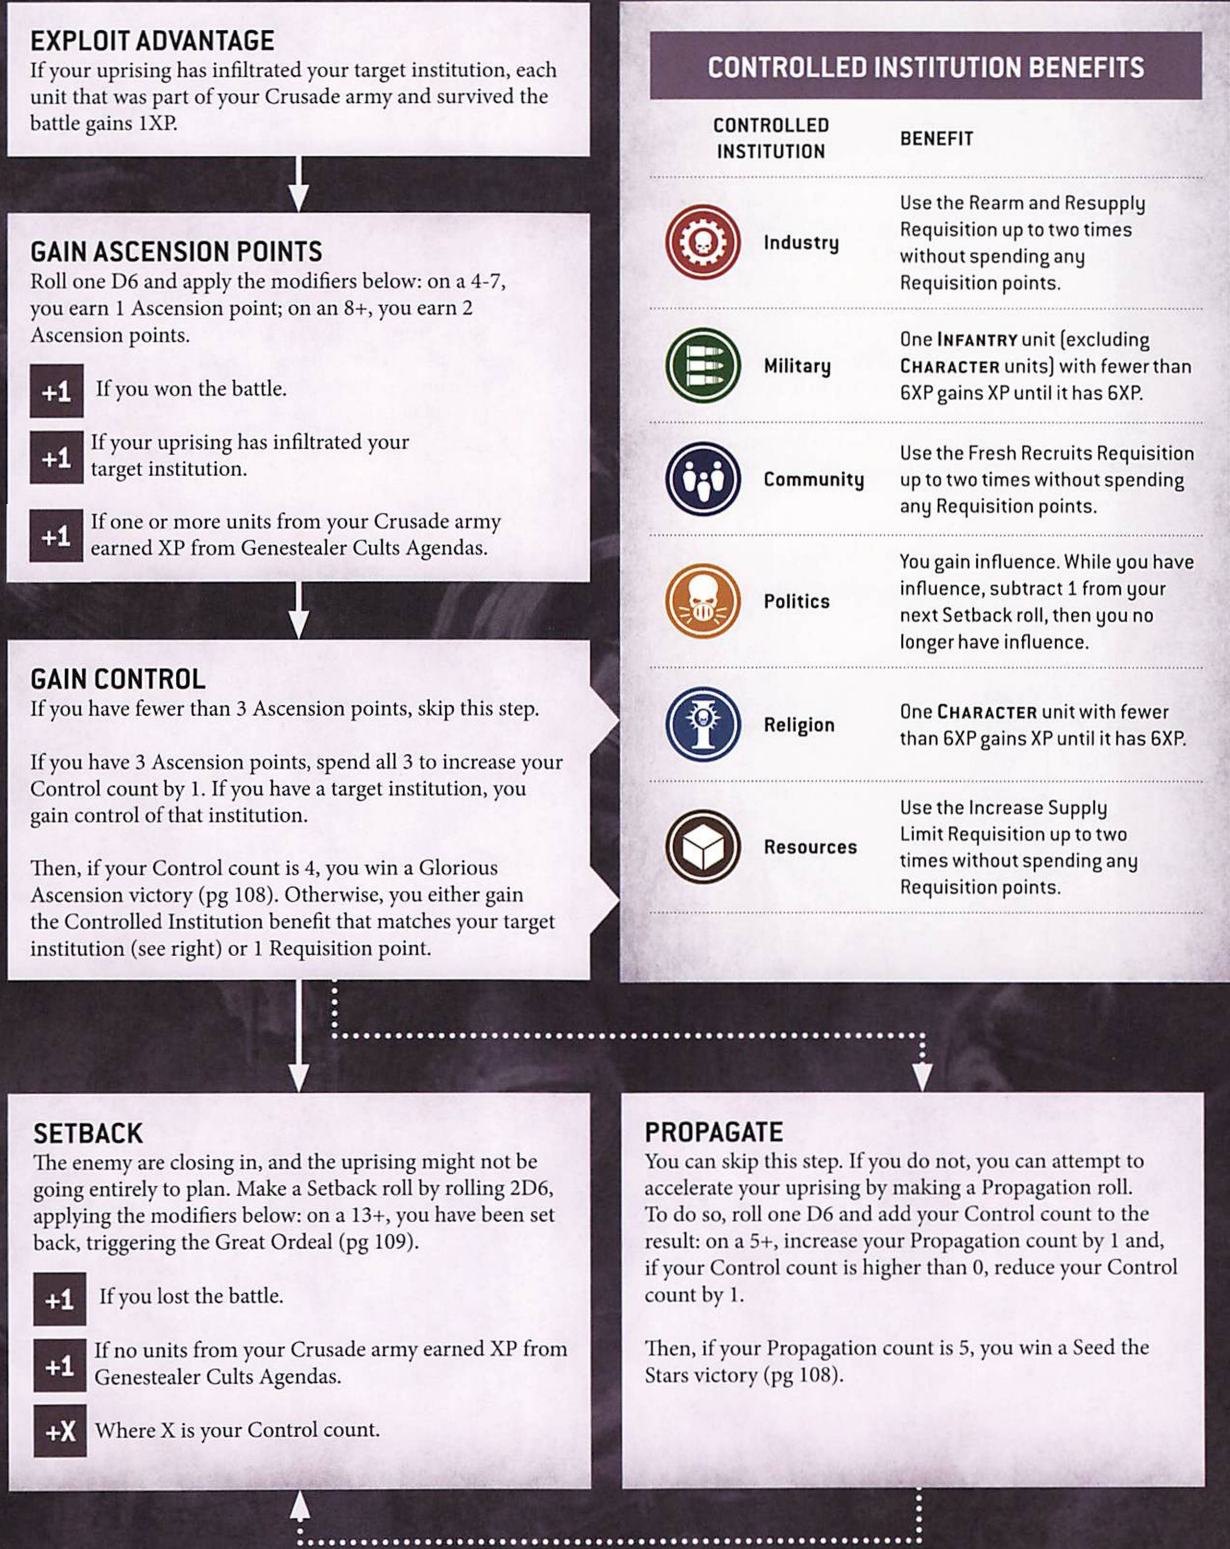 EXPLOIT ADVANTAGE
If your uprising has infiltrated your target institution, each
unit that was part of your Crusade army and survived the
battle gains 1XP.
GAIN ASCENSION POINTS
Roll one D6 and apply the modifiers below: on a 4-7,
you earn 1 Ascension point; on an 8+, you earn 2
Ascension points.
+1 If you won the battle.
+1 If your uprising has infiltrated your
target institution.
+1 If one or more units from your Crusade army
earned XP from Genestealer Cults Agendas.
GAIN CONTROL
If you have fewer than 3 Ascension points, skip this step.
If you have 3 Ascension points, spend all 3 to increase your
Control count by 1. If you have a target institution, you
gain control of that institution.
Then, if your Control count is 4, you win a Glorious
Ascension victory (pg 108). Otherwise, you either gain
the Controlled Institution benefit that matches your target
institution (see right) or 1 Requisition point.
CONTROLLED INSTITUTION BENEFITS
CONTROLLED
INSTITUTION
BENEFIT
Industry
Use the Rearm and Resupply
Requisition up to two times
without spending any
Requisition points.
Military
One INFANTRY unit (excluding
CHARACTER units) with fewer than
6XP gains XP until it has 6XP.
Community
Use the Fresh Recruits Requisition
up to two times without spending
any Requisition points.
Politics
You gain influence. While you have
influence, subtract 1 from your
next Setback roll, then you no
longer have influence.
Religion
One CHARACTER unit with fewer
than 6XP gains XP until it has 6XP.
Resources
Use the Increase Supply
Limit Requisition up to two
times without spending any
Requisition points.
SETBACK
The enemy are closing in, and the uprising might not be
going entirely to plan. Make a Setback roll by rolling 2D6,
applying the modifiers below: on a 13+, you have been set
back, triggering the Great Ordeal (pg 109).
+1 If you lost the battle.
+1 If no units from your Crusade army earned XP from
Genestealer Cults Agendas.
+X Where X is your Control count.
PROPAGATE
You can skip this step. If you do not, you can attempt to
accelerate your uprising by making a Propagation roll.
To do so, roll one D6 and add your Control count to the
result: on a 5+, increase your Propagation count by 1 and,
if your Control count is higher than 0, reduce your Control
count by 1.
Then, if your Propagation count is 5, you win a Seed the
Stars victory (pg 108).